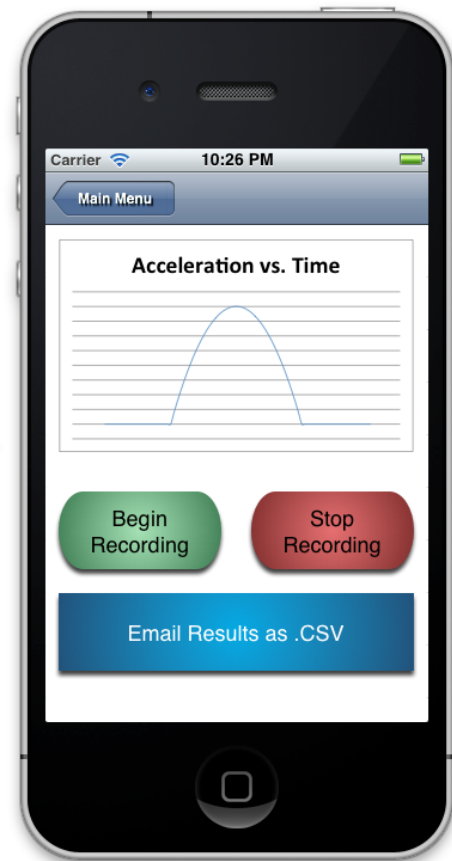 Carrier 10:26 PM
Main Menu
Acceleration vs. Time
Begin
Recording
Stop
Recording
Email Results as .CSV